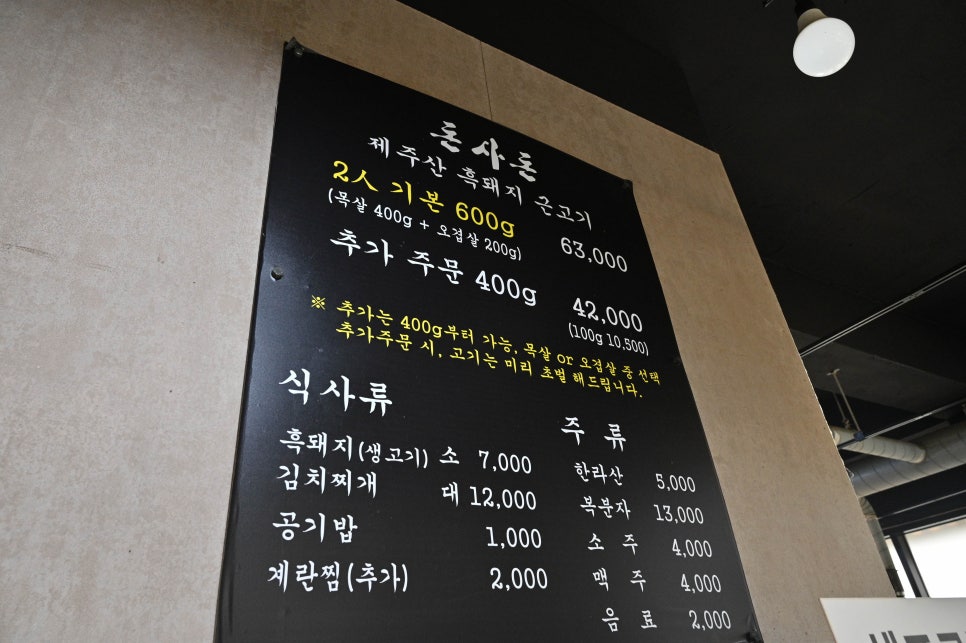 돈사돈
제주산 흑돼지 근고기
2人 기본 600g
(목살 400g + 오겹살 200g) 63,000
추가 주문 400g 42,000
(100g 10,500)
※ 추가는 400g부터 가능, 목살 or 오겹살 중 선택
추가주문 시, 고기는 미리 초벌 해드립니다.
식사류
흑돼지(생고기) 소 7,000
김치찌개 대 12,000
공기밥 1,000
계란찜(추가) 2,000
주 류
한라산 5,000
복분자 13,000
소 주 4,000
맥 주 4,000
음 료 2,000